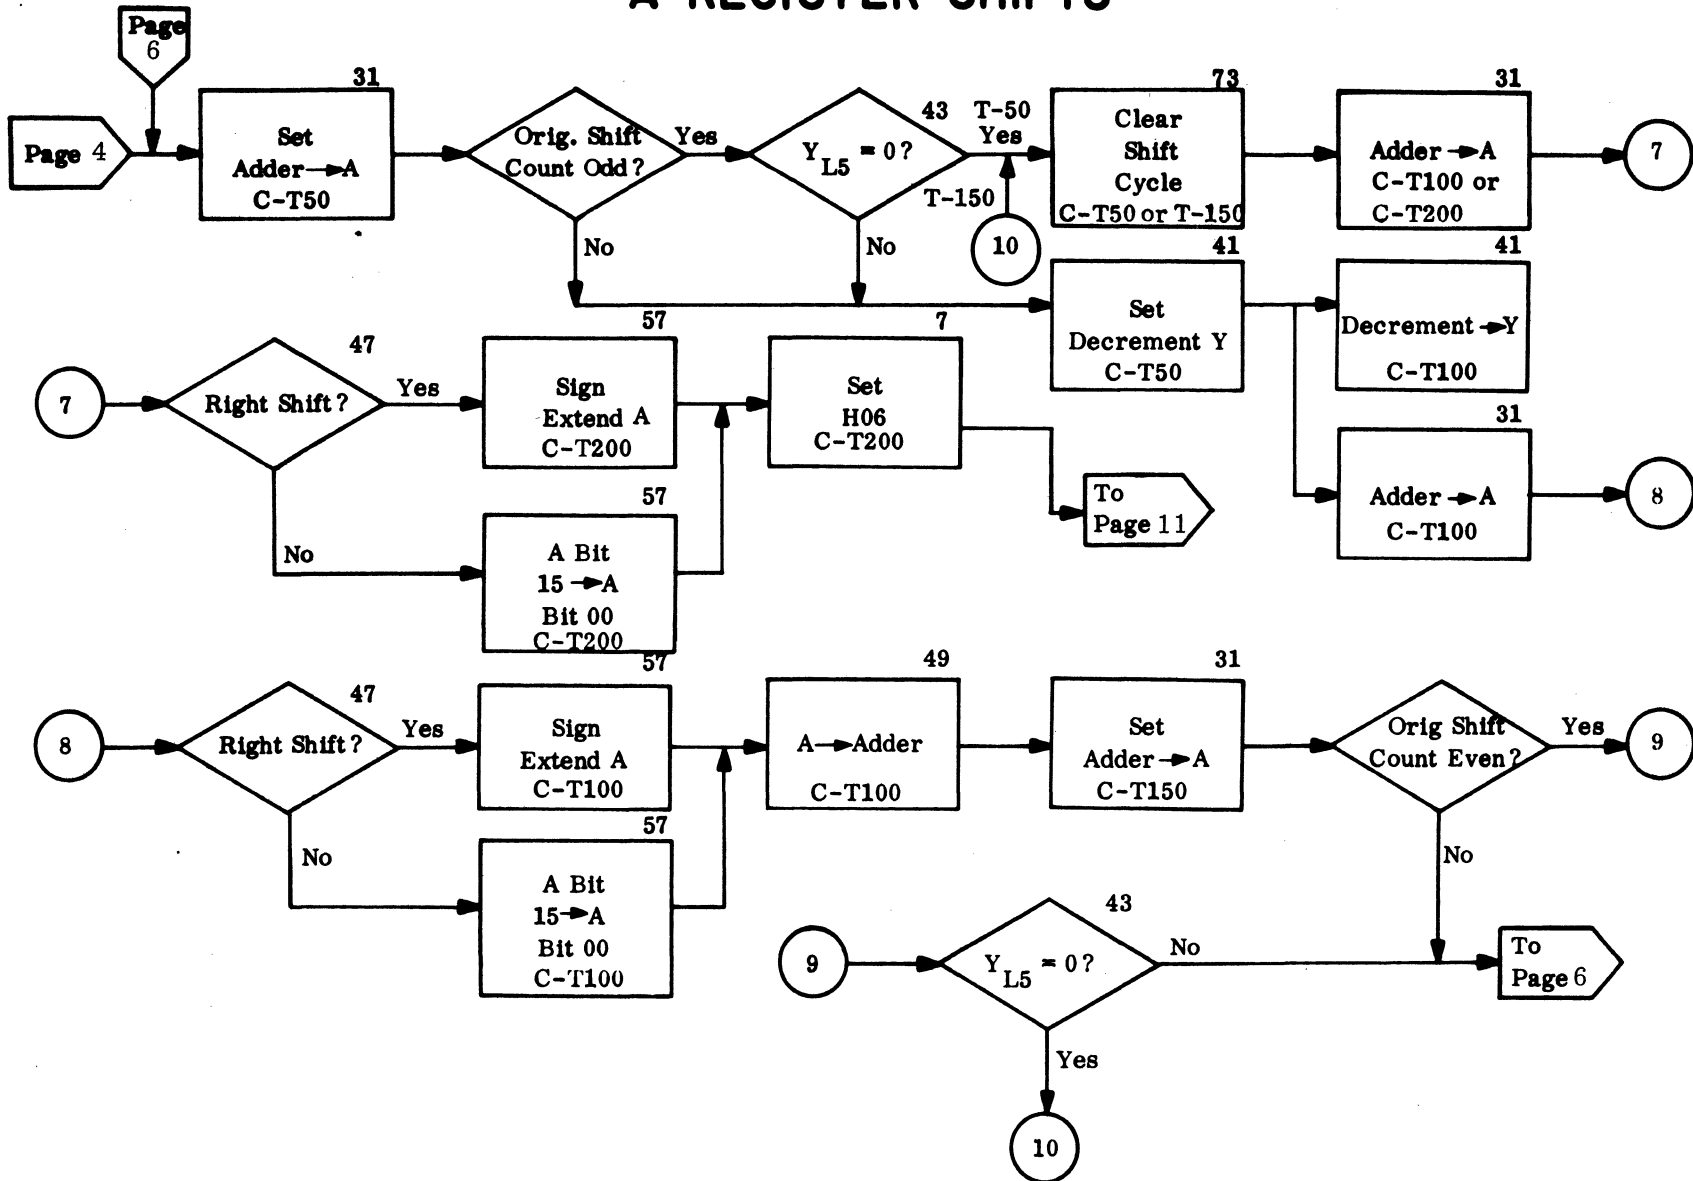 A REGISTER SHIFTS
Page
6
Page 4
31
Set
Adder→A
C-T50
Orig. Shift
Count Odd?
Yes
No
43
Y L5 = 0?
T-50
Yes
T-150
No
10
73
Clear
Shift
Cycle
C-T50 or T-150
31
Adder→A
C-T100 or
C-T200
7
41
Set
Decrement Y
C-T50
41
Decrement→Y
C-T100
31
Adder→A
C-T100
8
7
47
Right Shift?
Yes
No
57
Sign
Extend A
C-T200
57
A Bit
15→A
Bit 00
C-T200
7
Set
H06
C-T200
To
Page 11
8
47
Right Shift?
Yes
No
57
Sign
Extend A
C-T100
57
A Bit
15→A
Bit 00
C-T100
49
A→Adder
C-T100
31
Set
Adder→A
C-T150
Orig Shift
Count Even?
Yes
9
No
9
43
Y L5 = 0?
No
Yes
10
To
Page 6